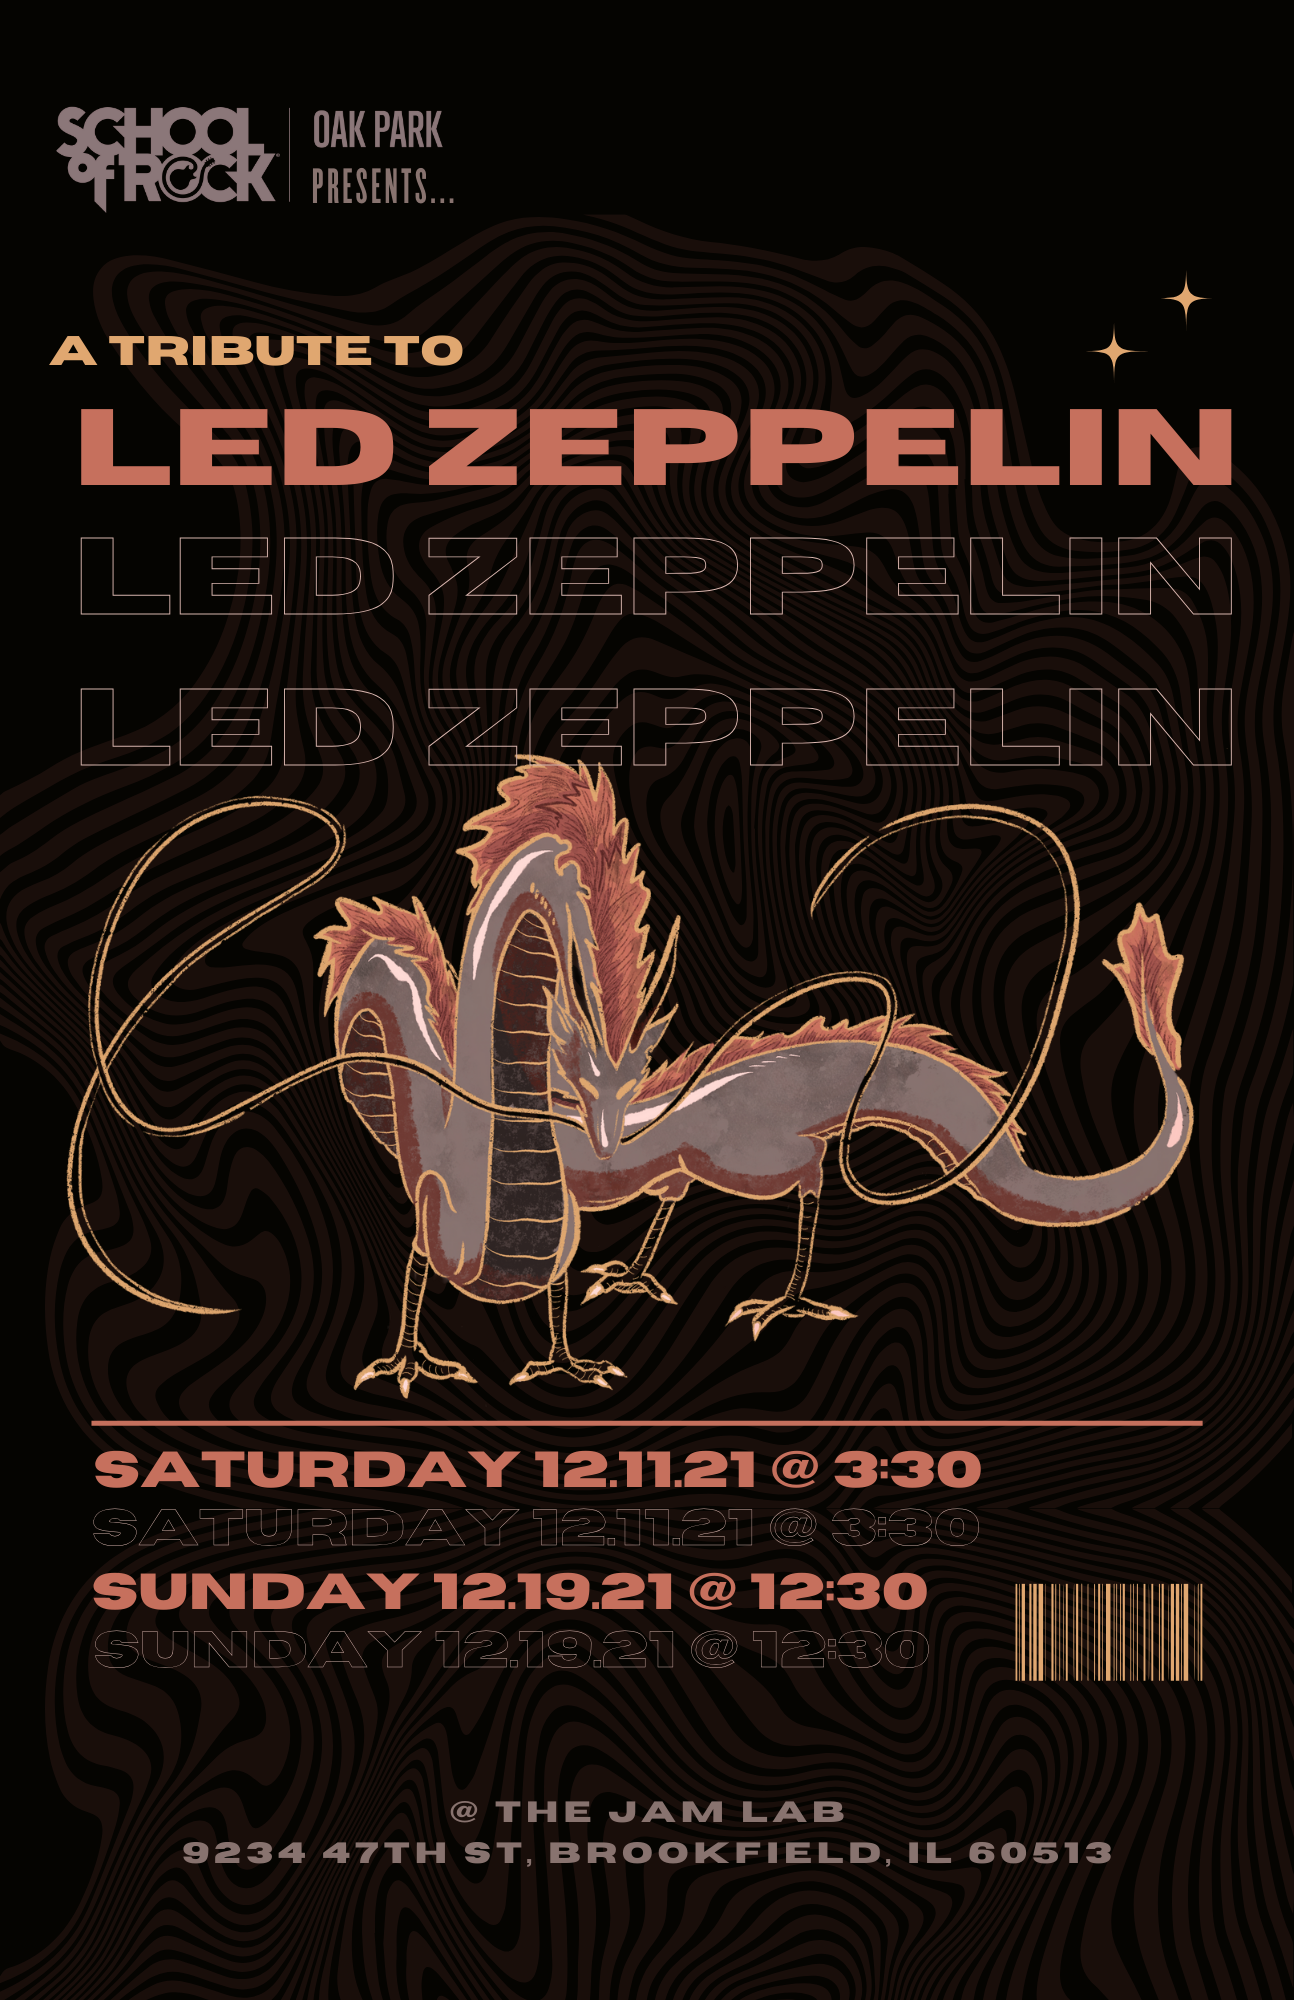 SCHOOL
of ROCK
OAK PARK
PRESENTS...
A TRIBUTE TO
LED ZEPPELIN
LED ZEPPELIN
LED ZEPPELIN
SATURDAY 12.11.21 @ 3:30
SATURDAY 12.11.21 @ 3:30
SUNDAY 12.19.21 @ 12:30
SUNDAY 12.19.21 @ 12:30
@ THE JAM LAB
9234 47TH ST, BROOKFIELD, IL 60513